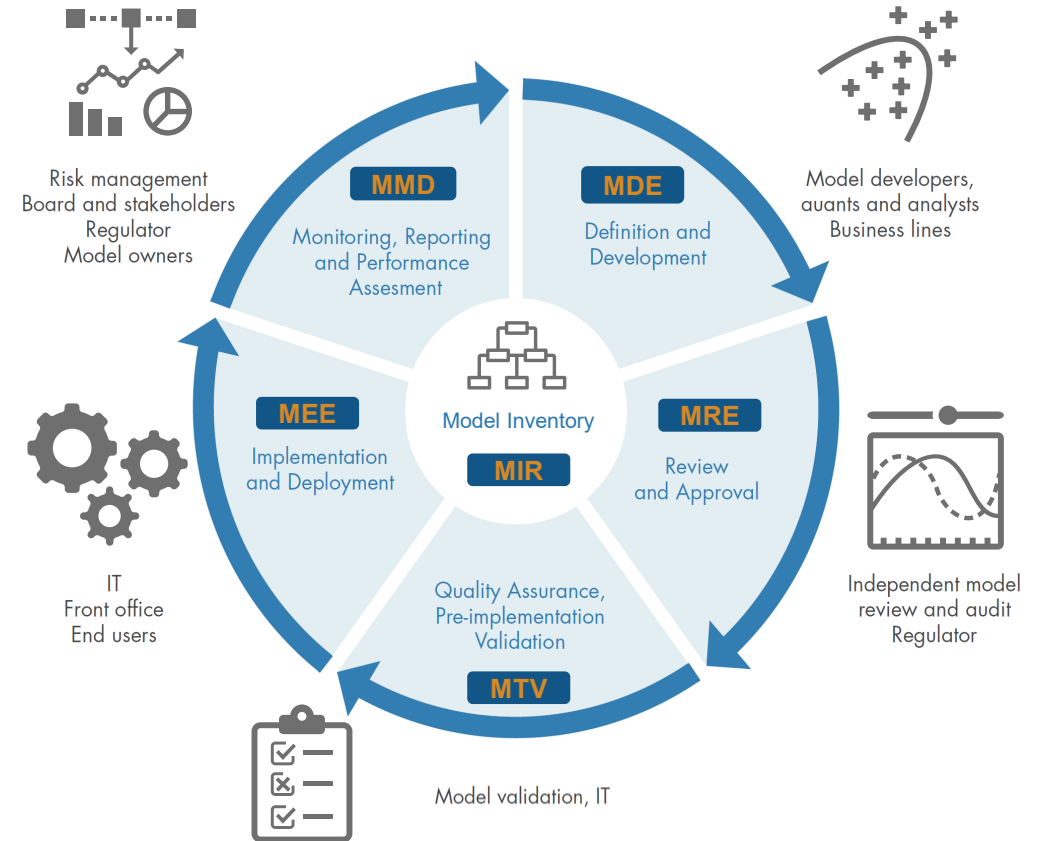 MMD
Monitoring, Reporting
and Performance
Assesment
MDE
Definition and
Development
Risk management
Board and stakeholders
Regulator
Model owners
Model developers,
auants and analysts
Business lines
Model Inventory
MIR
MEE
Implementation
and Deployment
MRE
Review
and Approval
Quality Assurance,
Pre-implementation
Validation
MTV
IT
Front office
End users
Independent model
review and audit
Regulator
Model validation, IT